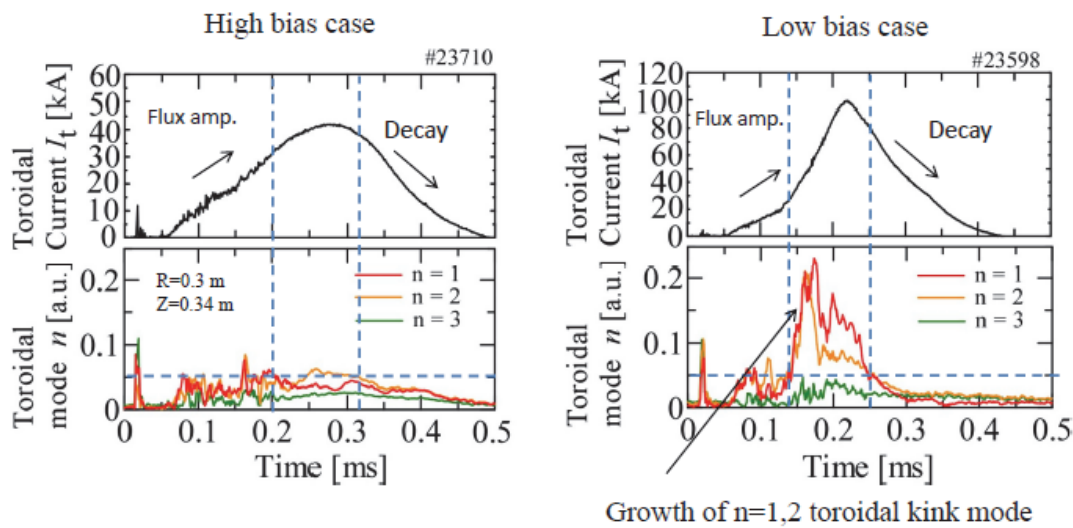 High bias case
#23710
60
50
40
30
20
10
0
Toroidal
Current It [kA]
Flux amp.
Decay
0.2
0.1
0
Toroidal
mode n [a.u.]
R=0.3 m
Z=0.34 m
n = 1
n = 2
n = 3
0 0.1 0.2 0.3 0.4 0.5
Time [ms]
Low bias case
#23598
120
100
80
60
40
20
0
Toroidal
Current It [kA]
Flux amp.
Decay
0.2
0.1
0
Toroidal
mode n [a.u.]
n = 1
n = 2
n = 3
0 0.1 0.2 0.3 0.4 0.5
Time [ms]
Growth of n=1,2 toroidal kink mode